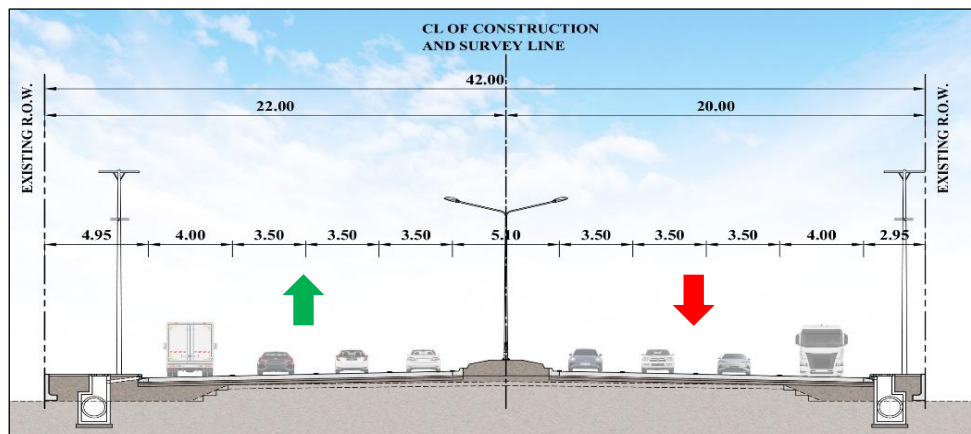 CL OF CONSTRUCTION
AND SURVEY LINE
42.00
22.00 20.00
EXISTING R.O.W. EXISTING R.O.W.
4.95 4.00 3.50 3.50 3.50 5.10 3.50 3.50 3.50 4.00 2.95